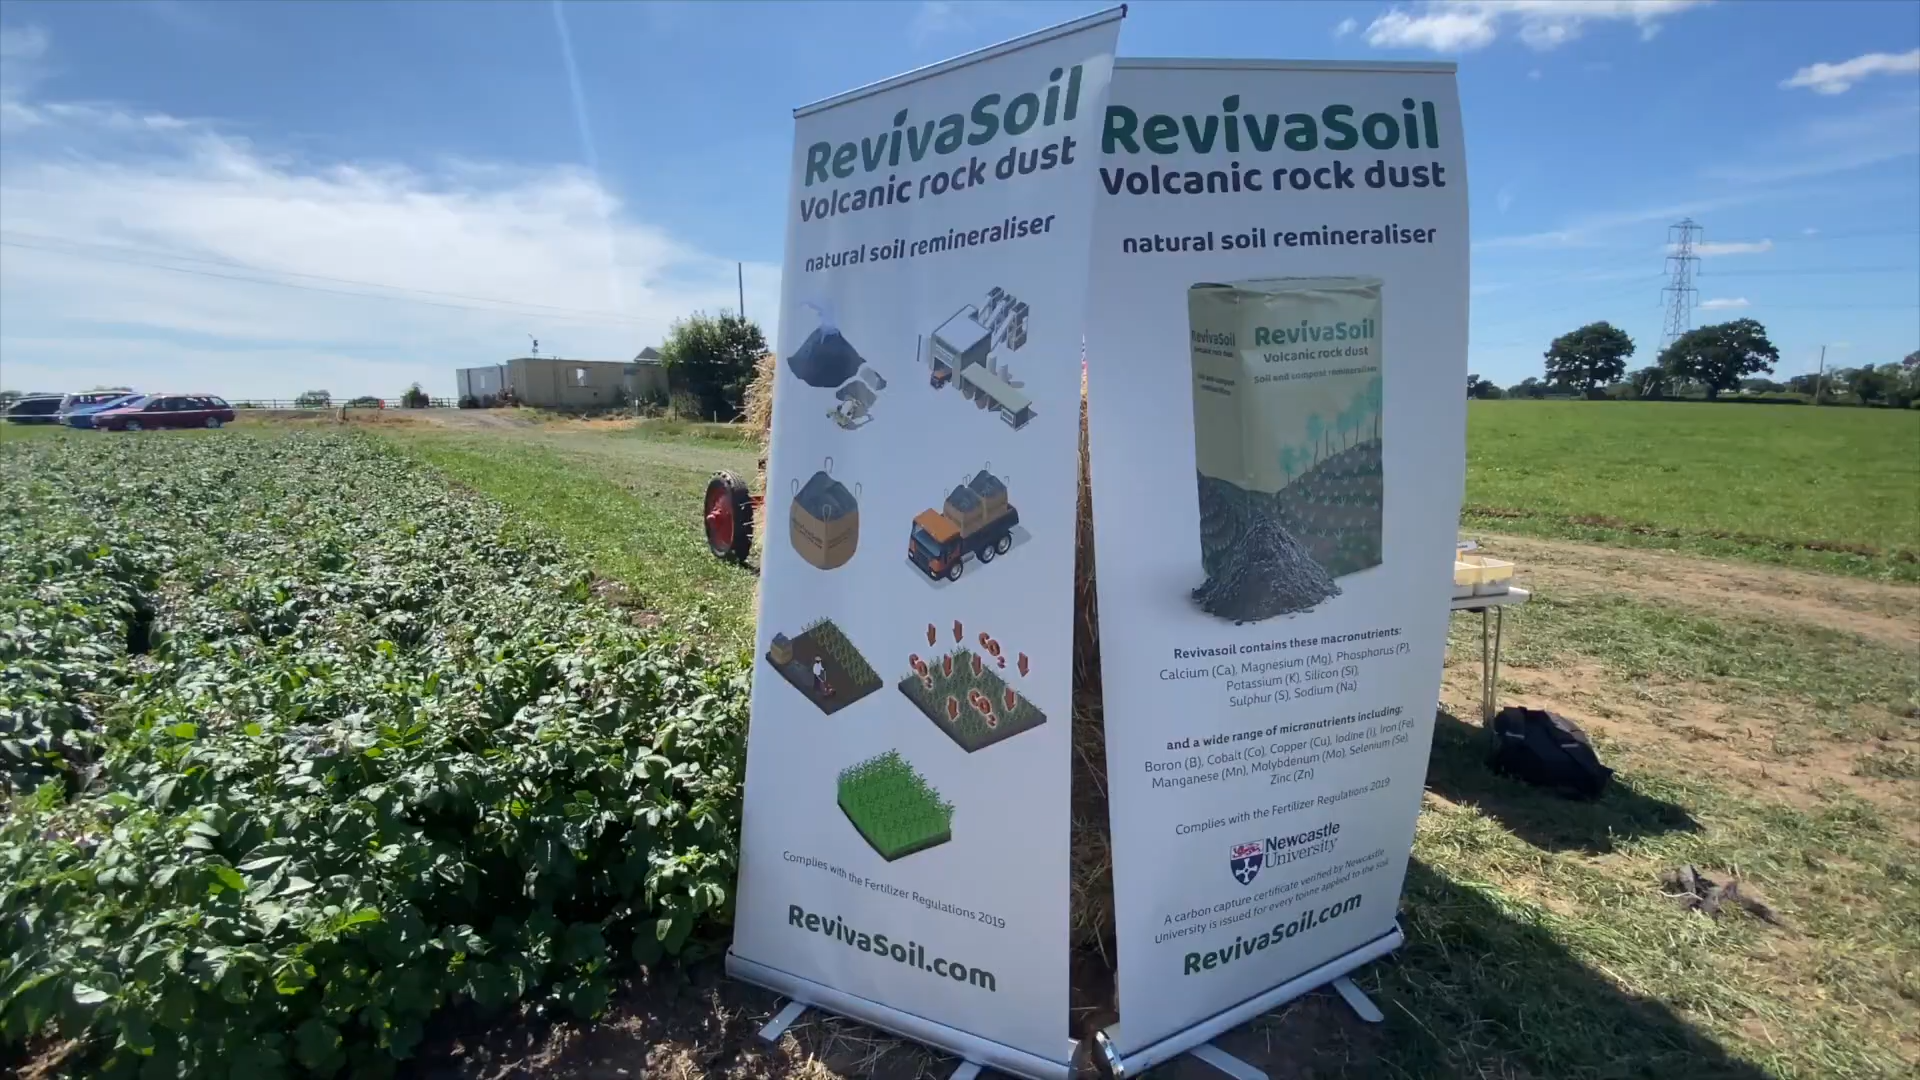 RevivaSoil
Volcanic rock dust
natural soil remineraliser
CO2
CO2
CO2
Complies with the Fertilizer Regulations 2019
RevivaSoil.com
RevivaSoil
Volcanic rock dust
natural soil remineraliser
RevivaSoil
RevivaSoil
Volcanic rock dust
Soil and compost remineraliser
Revivasoil contains these macronutrients:
Calcium (Ca), Magnesium (Mg), Phosphorus (P),
Potassium (K), Silicon (Si),
Sulphur (S), Sodium (Na)
and a wide range of micronutrients including:
Boron (B), Cobalt (Co), Copper (Cu), Iodine (I), Iron (Fe),
Manganese (Mn), Molybdenum (Mo), Selenium (Se),
Zinc (Zn)
Complies with the Fertilizer Regulations 2019
Newcastle
University
A carbon capture certificate verified by Newcastle
University is issued for every tonne applied to the soil
RevivaSoil.com